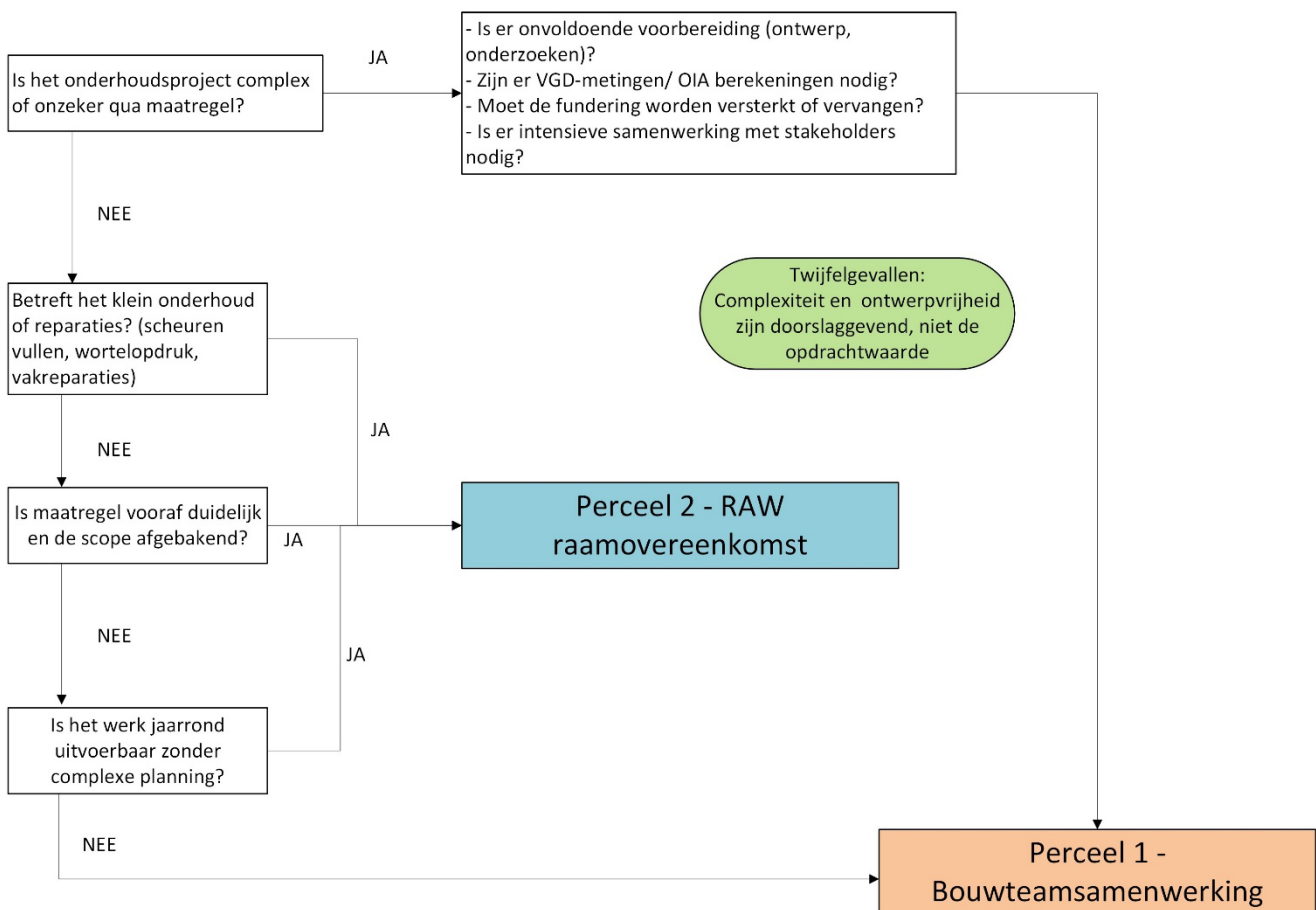 Is het onderhoudsproject complex
of onzeker qua maatregel?
JA
- Is er onvoldoende voorbereiding (ontwerp,
onderzoeken)?
- Zijn er VGD-metingen/ OIA berekeningen nodig?
- Moet de fundering worden versterkt of vervangen?
- Is er intensieve samenwerking met stakeholders
nodig?
NEE
Betreft het klein onderhoud
of reparaties? (scheuren
vullen, wortelopdruk,
vakreparaties)
Twijfelgevallen:
Complexiteit en ontwerpvrijheid
zijn doorslaggevend, niet de
opdrachtwaarde
JA
NEE
Is maatregel vooraf duidelijk
en de scope afgebakend?
JA
Perceel 2 - RAW
raamovereenkomst
NEE
JA
Is het werk jaarrond
uitvoerbaar zonder
complexe planning?
NEE
Perceel 1 -
Bouwteamsamenwerking